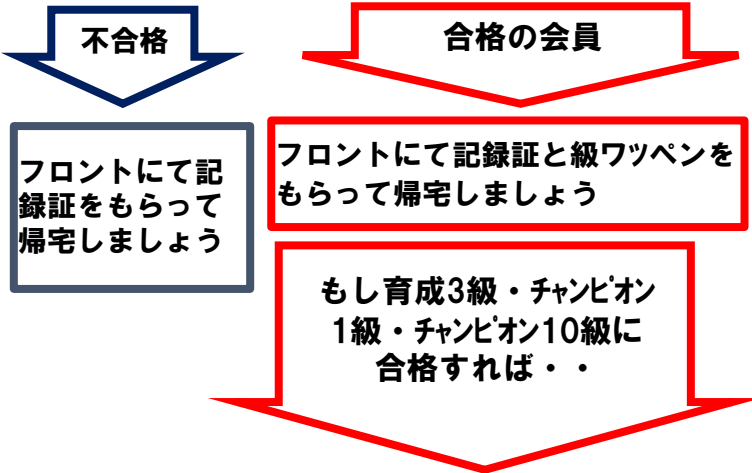 不合格
合格の会員
フロントにて記
録証をもらって
帰宅しましょう
フロントにて記録証と級ワツペンを
もらって帰宅しましょう
もし育成3級・ﾁｬﾝﾋﾟｵﾝ
1級・ﾁｬﾝﾋﾟｵﾝ10級に
合格すれば・・